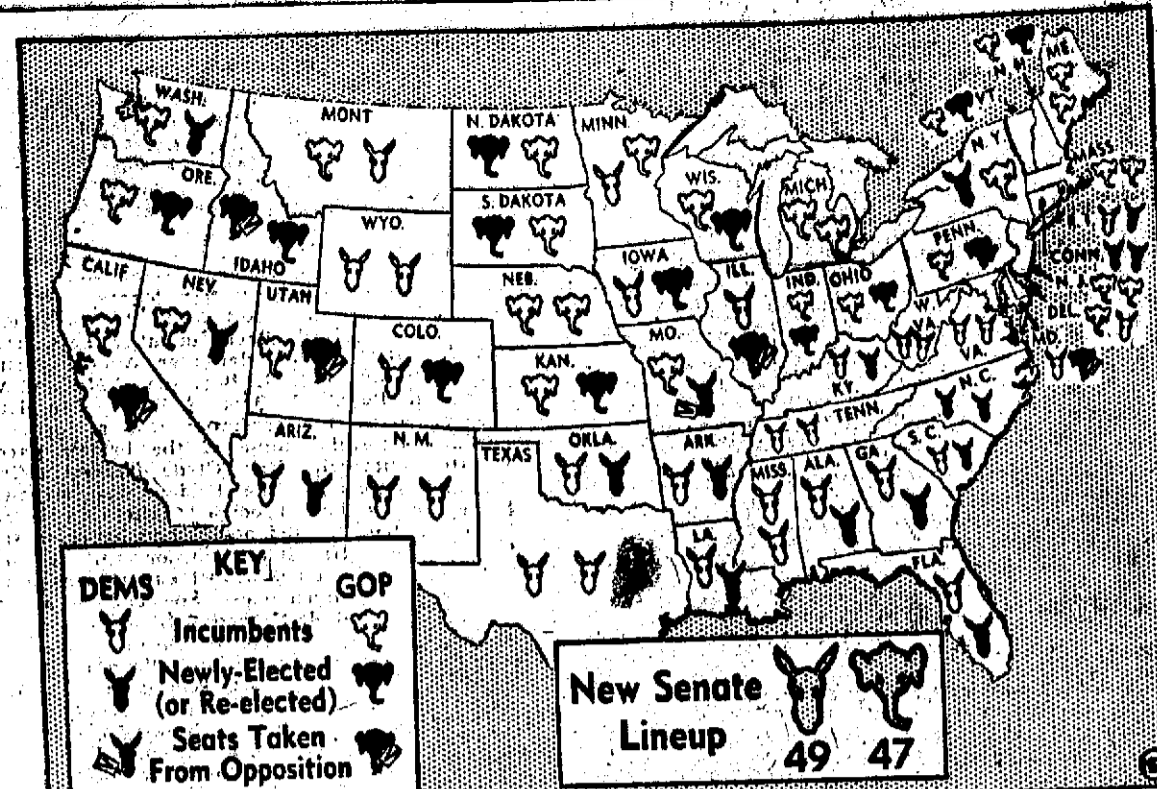 WASH.
MONT
N. DAKOTA
MINN.
N. H.
ME.
VT.
ORE.
S. DAKOTA
WIS.
MICH
N. Y.
MASS.
WYO.
IDAHO
IOWA
PENN.
R. I.
CONN.
CALIF
NEV.
UTAH
NEB.
ILL.
IND.
OHIO
N. J.
DEL.
COLO.
MO.
W. VA.
MD.
KAN.
KY
VA.
N.C.
ARIZ.
N. M.
TEXAS
OKLA.
ARK.
TENN.
S. C.
MISS.
ALA.
GA.
LA.
FLA.
KEY
DEMS GOP
Incumbents
Newly-Elected
(or Re-elected)
Seats Taken
From Opposition
New Senate
Lineup
49 47